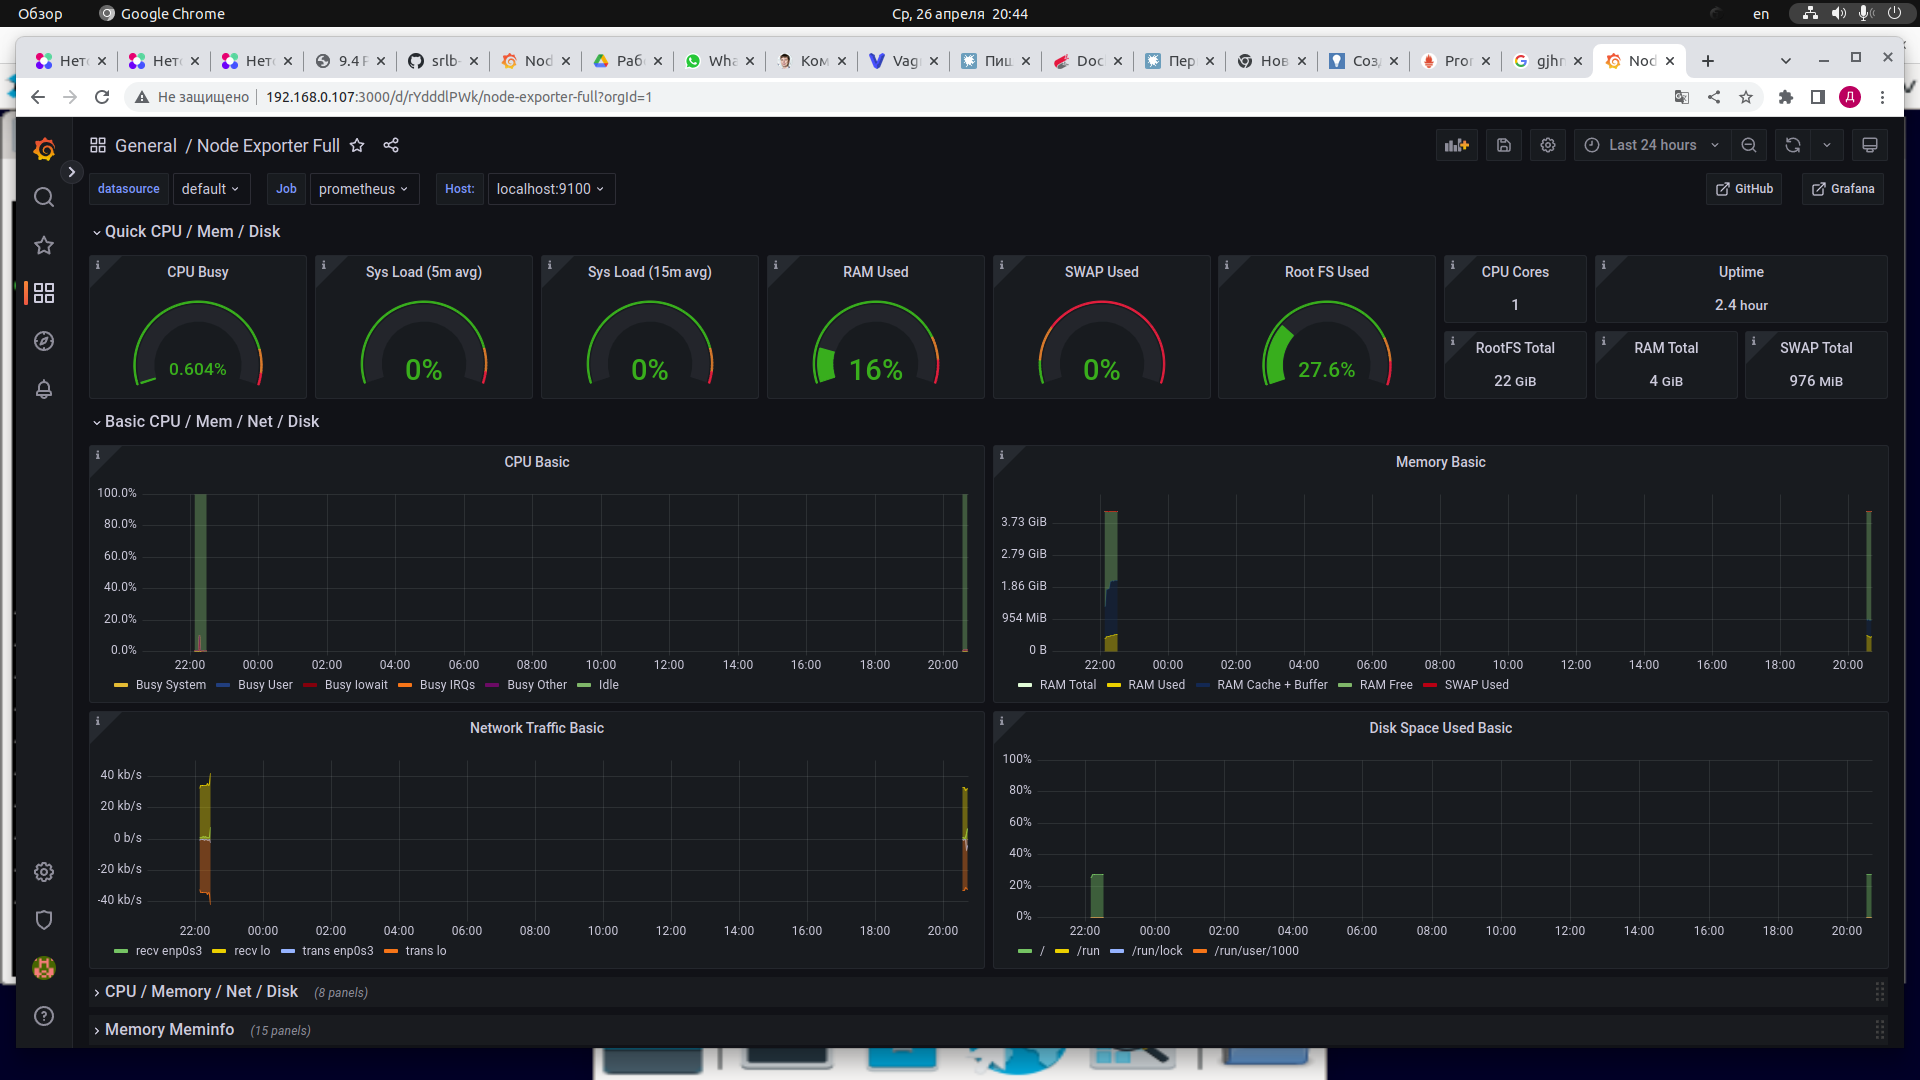 Обзор Google Chrome Ср, 26 апреля 20:44 en
Нето Нето Нето 9.4 F srlb- Nod Раб Wha Ком Vag Пиш Doc Пер Нов Соз Pror gjhn Nod
Не защищено 192.168.0.107:3000/d/rYdddlPWk/node-exporter-full?orgId=1 Д
General / Node Exporter Full Last 24 hours
datasource default Job prometheus Host: localhost:9100 GitHub Grafana
Quick CPU / Mem / Disk
CPU Busy Sys Load (5m avg) Sys Load (15m avg) RAM Used SWAP Used Root FS Used CPU Cores Uptime
1 2.4 hour
RootFS Total RAM Total SWAP Total
0.604% 0% 0% 16% 0% 27.6% 22 GiB 4 GiB 976 MiB
Basic CPU / Mem / Net / Disk
CPU Basic
100.0%
80.0%
60.0%
40.0%
20.0%
0.0%
22:00 00:00 02:00 04:00 06:00 08:00 10:00 12:00 14:00 16:00 18:00 20:00
Busy System Busy User Busy Iowait Busy IRQs Busy Other Idle
Memory Basic
3.73 GiB
2.79 GiB
1.86 GiB
954 MiB
0 B
22:00 00:00 02:00 04:00 06:00 08:00 10:00 12:00 14:00 16:00 18:00 20:00
RAM Total RAM Used RAM Cache + Buffer RAM Free SWAP Used
Network Traffic Basic
40 kb/s
20 kb/s
0 b/s
-20 kb/s
-40 kb/s
22:00 00:00 02:00 04:00 06:00 08:00 10:00 12:00 14:00 16:00 18:00 20:00
recv enp0s3 recv lo trans enp0s3 trans lo
Disk Space Used Basic
100%
80%
60%
40%
20%
0%
22:00 00:00 02:00 04:00 06:00 08:00 10:00 12:00 14:00 16:00 18:00 20:00
/ /run /run/lock /run/user/1000
CPU / Memory / Net / Disk (8 panels)
Memory Meminfo (15 panels)